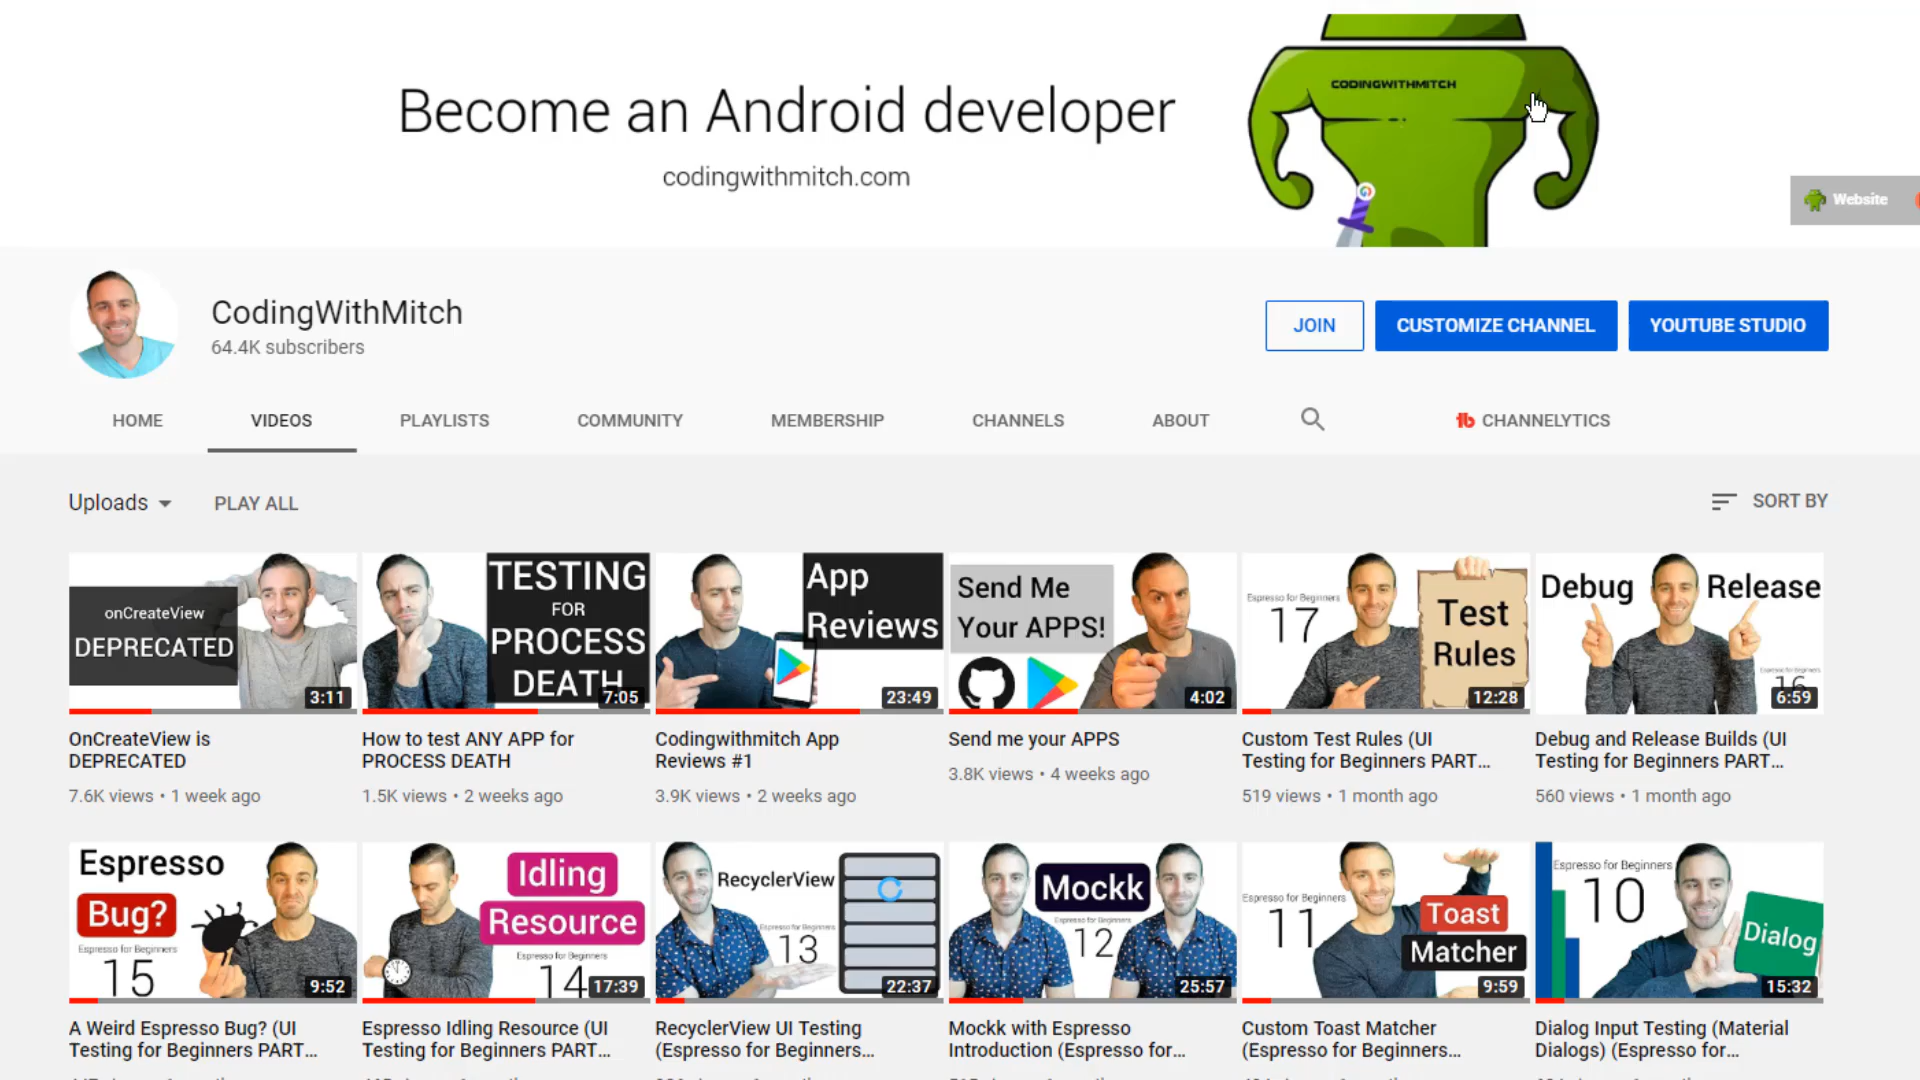 Become an Android developer
codingwithmitch.com
CODINGWITHMITCH
Website
CodingWithMitch
64.4K subscribers
JOIN
CUSTOMIZE CHANNEL
YOUTUBE STUDIO
HOME
VIDEOS
PLAYLISTS
COMMUNITY
MEMBERSHIP
CHANNELS
ABOUT
CHANNELYTICS
Uploads
PLAY ALL
SORT BY
onCreateView
DEPRECATED
3:11
OnCreateView is
DEPRECATED
7.6K views • 1 week ago
TESTING
FOR
PROCESS
DEATH
7:05
How to test ANY APP for
PROCESS DEATH
1.5K views • 2 weeks ago
App
Reviews
23:49
Codingwithmitch App
Reviews #1
3.9K views • 2 weeks ago
Send Me
Your APPS!
4:02
Send me your APPS
3.8K views • 4 weeks ago
Espresso for Beginners
17
Test
Rules
12:28
Custom Test Rules (UI
Testing for Beginners PART...
519 views • 1 month ago
Debug
Release
Espresso for Beginners
16
6:59
Debug and Release Builds (UI
Testing for Beginners PART...
560 views • 1 month ago
Espresso
Bug?
Espresso for Beginners
15
9:52
A Weird Espresso Bug? (UI
Testing for Beginners PART...
Idling
Resource
Espresso for Beginners
14
17:39
Espresso Idling Resource (UI
Testing for Beginners PART...
RecyclerView
Espresso for Beginners
13
22:37
RecyclerView UI Testing
(Espresso for Beginners...
Mockk
Espresso for Beginners
12
25:57
Mockk with Espresso
Introduction (Espresso for...
Espresso for Beginners
11
Toast
Matcher
9:59
Custom Toast Matcher
(Espresso for Beginners...
Espresso for Beginners
10
Dialog
15:32
Dialog Input Testing (Material
Dialogs) (Espresso for...